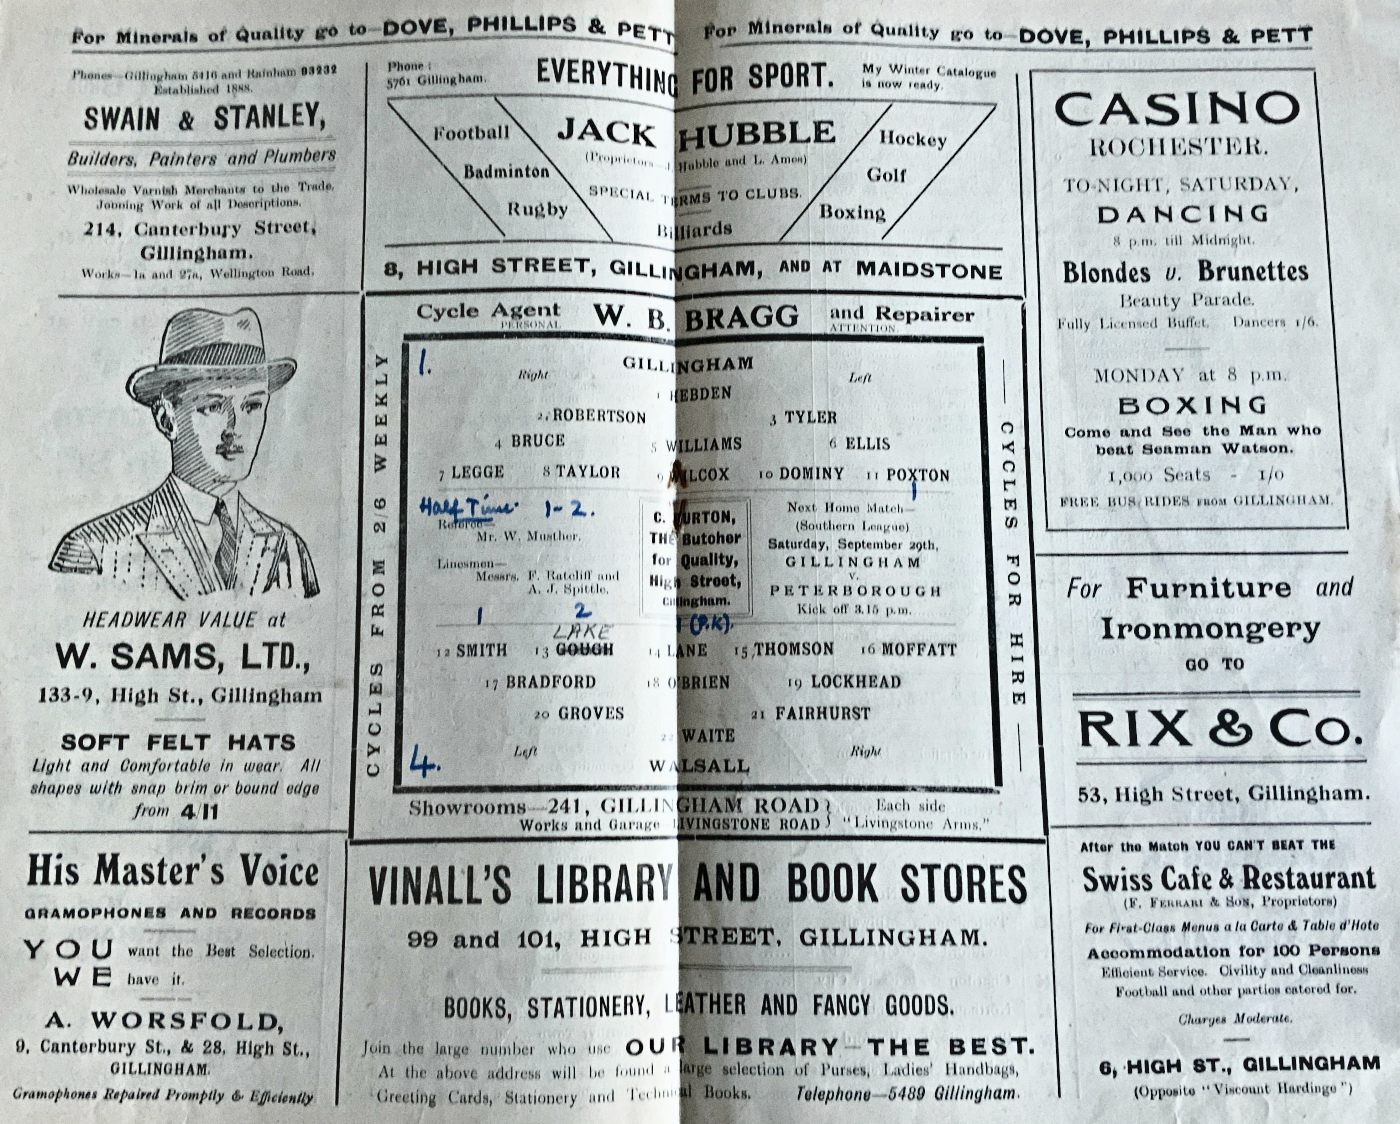 For Minerals of Quality go to—DOVE, PHILLIPS & PETT
For Minerals of Quality go to—DOVE, PHILLIPS & PETT
Phones—Gillingham 5416 and Rainham 93232
Established 1888.
SWAIN & STANLEY,
Builders, Painters and Plumbers
Wholesale Varnish Merchants to the Trade.
Jobbing Work of all Descriptions.
214, Canterbury Street,
Gillingham.
Works—1a and 27a, Wellington Road.
HEADWEAR VALUE at
W. SAMS, LTD.,
133-9, High St., Gillingham
SOFT FELT HATS
Light and Comfortable in wear. All
shapes with snap brim or bound edge
from 4/11
His Master's Voice
GRAMOPHONES AND RECORDS
YOU want the Best Selection.
WE have it.
A. WORSFOLD,
9, Canterbury St., & 28, High St.,
GILLINGHAM.
Gramophones Repaired Promptly & Efficiently
Phone :
5761 Gillingham.
EVERYTHING FOR SPORT.
My Winter Catalogue
is now ready.
Football
JACK HUBBLE
Hockey
(Proprietors Hubble and L. Ames)
Badminton
Golf
SPECIAL TERMS TO CLUBS.
Rugby
Boxing
Billiards
8, HIGH STREET, GILLINGHAM, AND AT MAIDSTONE
Cycle Agent W. B. BRAGG and Repairer
PERSONAL ATTENTION.
CYCLES FROM 2/6 WEEKLY
CYCLES FOR HIRE
1.
GILLINGHAM
Right
Left
1 HEBDEN
2 ROBERTSON 3 TYLER
4 BRUCE 5 WILLIAMS 6 ELLIS
7 LEGGE 8 TAYLOR 9 WILCOX 10 DOMINY 11 POXTON
1
Half Time. 1-2.
Referee—
Mr. W. Musther.
Linesmen—
Messrs. F. Ratcliff and
A. J. Spittle.
C. BURTON,
THE Butcher
for Quality,
High Street,
Gillingham.
Next Home Match—
(Southern League)
Saturday, September 29th,
GILLINGHAM
v.
PETERBOROUGH
Kick off 3.15 p.m.
1 2 1 (P.K).
LAKE
12 SMITH 13 GOUGH 14 LANE 15 THOMSON 16 MOFFATT
17 BRADFORD 18 O'BRIEN 19 LOCKHEAD
20 GROVES 21 FAIRHURST
22 WAITE
Left
Right
4.
WALSALL
Showrooms—241, GILLINGHAM ROAD
Works and Garage LIVINGSTONE ROAD
Each side
"Livingstone Arms."
VINALL'S LIBRARY AND BOOK STORES
99 and 101, HIGH STREET, GILLINGHAM.
BOOKS, STATIONERY, LEATHER AND FANCY GOODS.
Join the large number who use OUR LIBRARY—THE BEST.
At the above address will be found a large selection of Purses, Ladies' Handbags,
Greeting Cards, Stationery and Technical Books. Telephone—5489 Gillingham.
CASINO
ROCHESTER.
TO-NIGHT, SATURDAY,
DANCING
8 p.m. till Midnight.
Blondes v. Brunettes
Beauty Parade.
Fully Licensed Buffet. Dancers 1/6.
MONDAY at 8 p.m.
BOXING
Come and See the Man who
beat Seaman Watson.
1,000 Seats - 1/0
FREE BUS RIDES FROM GILLINGHAM.
For Furniture and
Ironmongery
GO TO
RIX & Co.
53, High Street, Gillingham.
After the Match YOU CAN'T BEAT THE
Swiss Cafe & Restaurant
(F. FERRARI & SON, Proprietors)
For First-Class Menus a la Carte & Table d'Hote
Accommodation for 100 Persons
Efficient Service. Civility and Cleanliness
Football and other parties catered for.
Charges Moderate.
6, HIGH ST., GILLINGHAM
(Opposite "Viscount Hardinge")